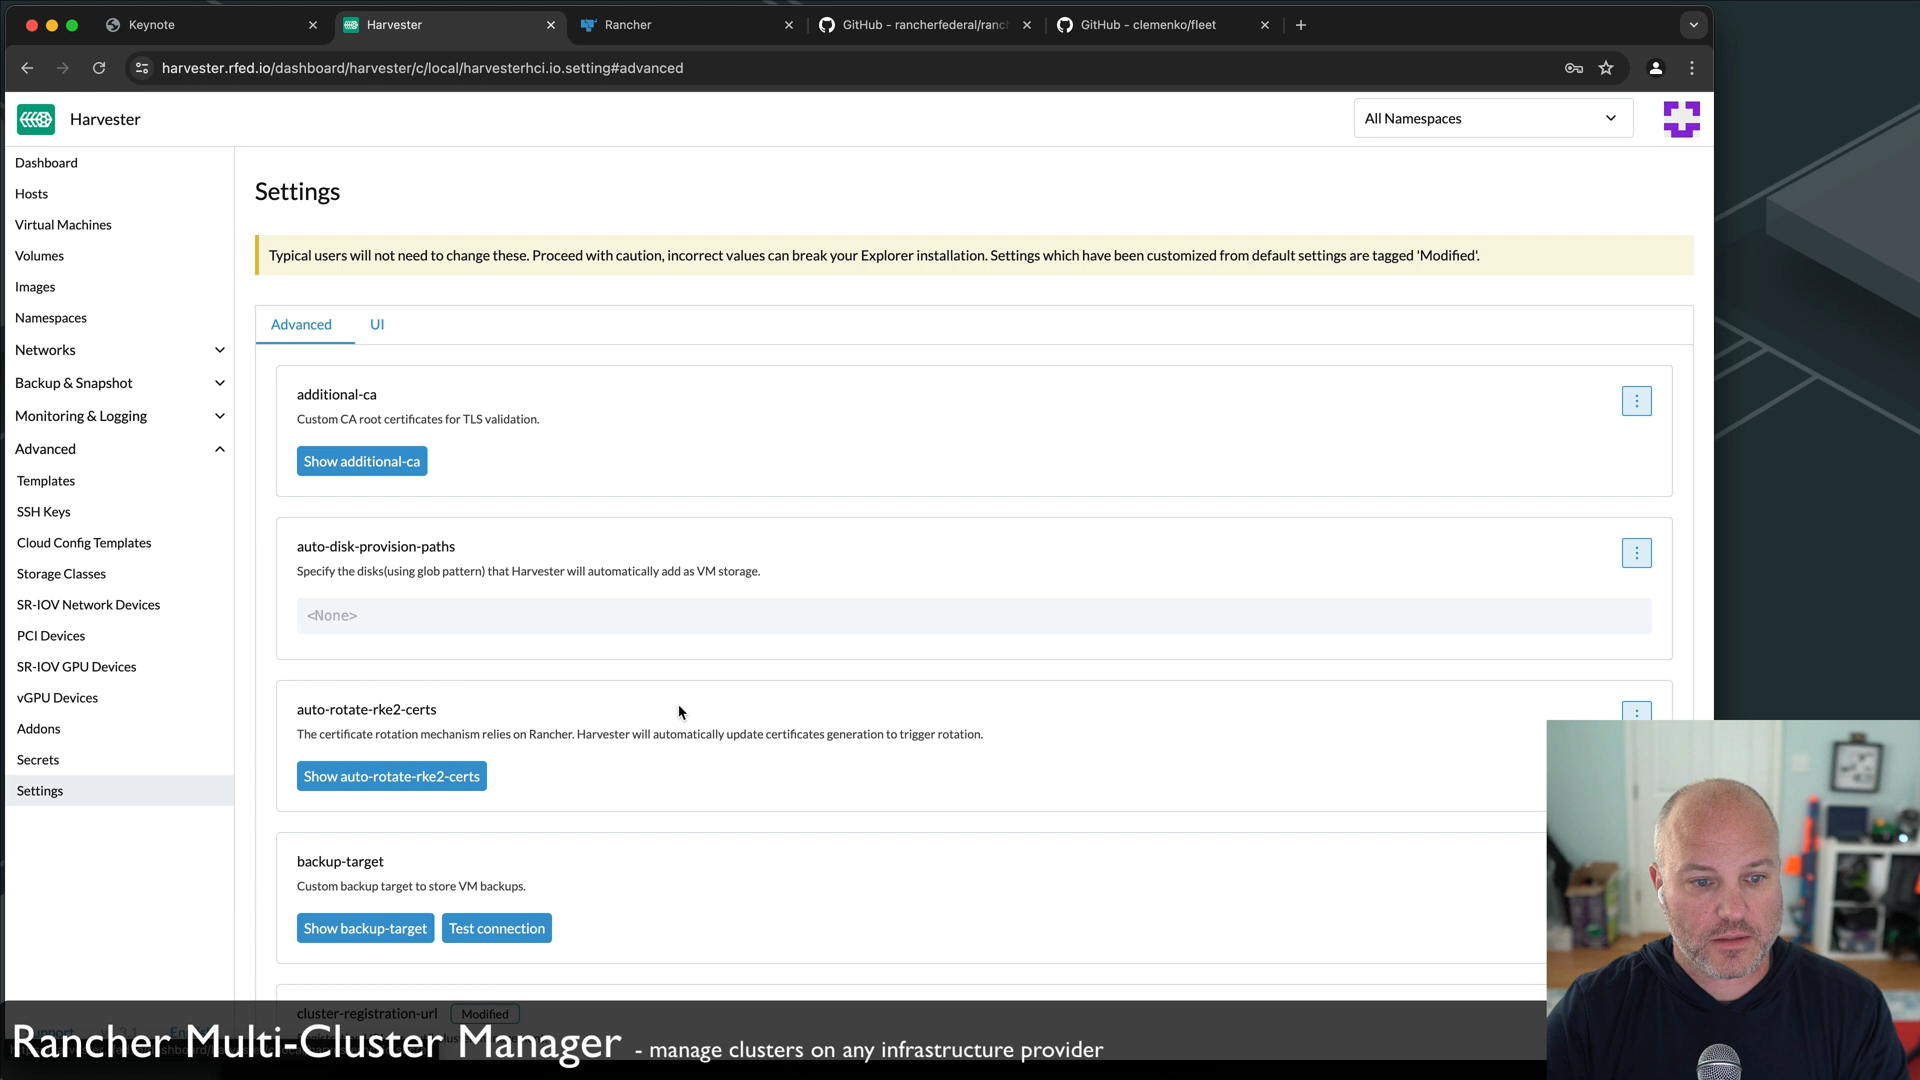 Keynote
Harvester
Rancher
GitHub - rancherfederal/ranch
GitHub - clemenko/fleet
harvester.rfed.io/dashboard/harvester/c/local/harvesterhci.io.setting#advanced
Harvester
All Namespaces
Dashboard
Hosts
Virtual Machines
Volumes
Images
Namespaces
Networks
Backup & Snapshot
Monitoring & Logging
Advanced
Templates
SSH Keys
Cloud Config Templates
Storage Classes
SR-IOV Network Devices
PCI Devices
SR-IOV GPU Devices
vGPU Devices
Addons
Secrets
Settings
Settings
Typical users will not need to change these. Proceed with caution, incorrect values can break your Explorer installation. Settings which have been customized from default settings are tagged 'Modified'.
Advanced
UI
additional-ca
Custom CA root certificates for TLS validation.
Show additional-ca
auto-disk-provision-paths
Specify the disks(using glob pattern) that Harvester will automatically add as VM storage.
<None>
auto-rotate-rke2-certs
The certificate rotation mechanism relies on Rancher. Harvester will automatically update certificates generation to trigger rotation.
Show auto-rotate-rke2-certs
backup-target
Custom backup target to store VM backups.
Show backup-target
Test connection
cluster-registration-url
Modified
Rancher Multi-Cluster Manager - manage clusters on any infrastructure provider